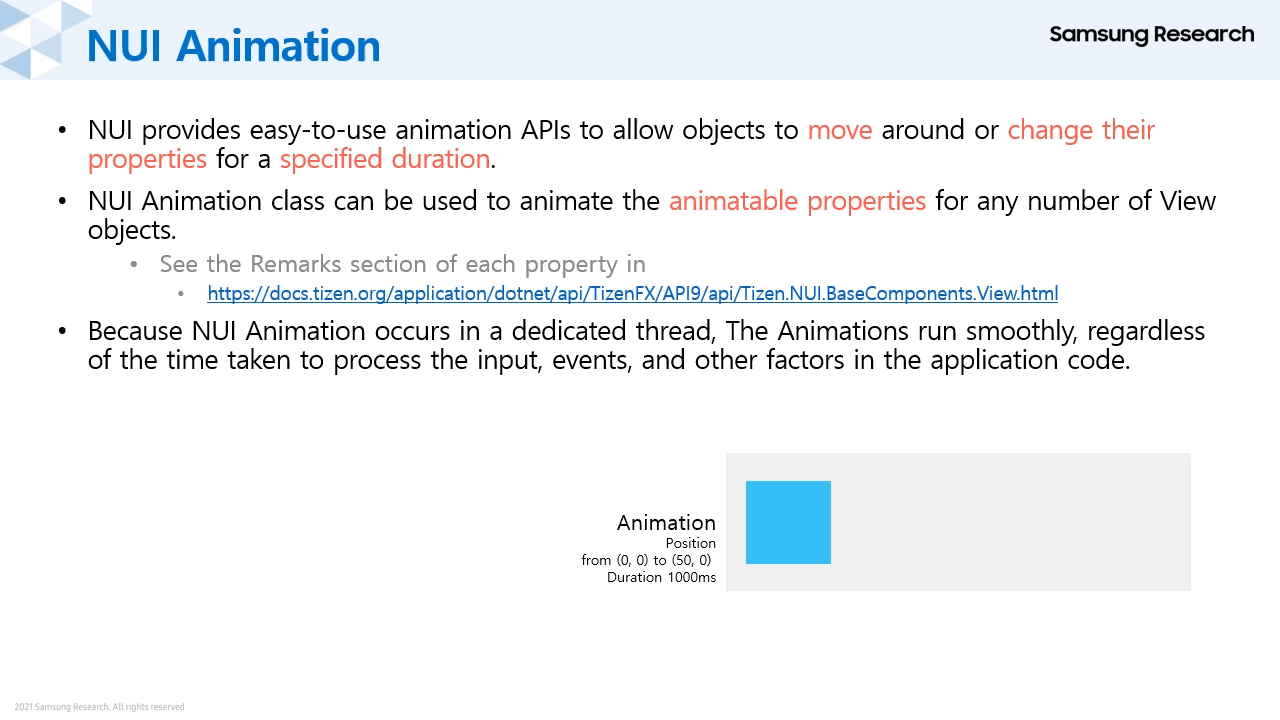 NUI Animation
Samsung Research
• NUI provides easy-to-use animation APIs to allow objects to move around or change their
properties for a specified duration.
• NUI Animation class can be used to animate the animatable properties for any number of View
objects.
• See the Remarks section of each property in
• https://docs.tizen.org/application/dotnet/api/TizenFX/API9/api/Tizen.NUI.BaseComponents.View.html
• Because NUI Animation occurs in a dedicated thread, The Animations run smoothly, regardless
of the time taken to process the input, events, and other factors in the application code.
Animation
Position
from (0, 0) to (50, 0)
Duration 1000ms
2021 Samsung Research. All rights reserved